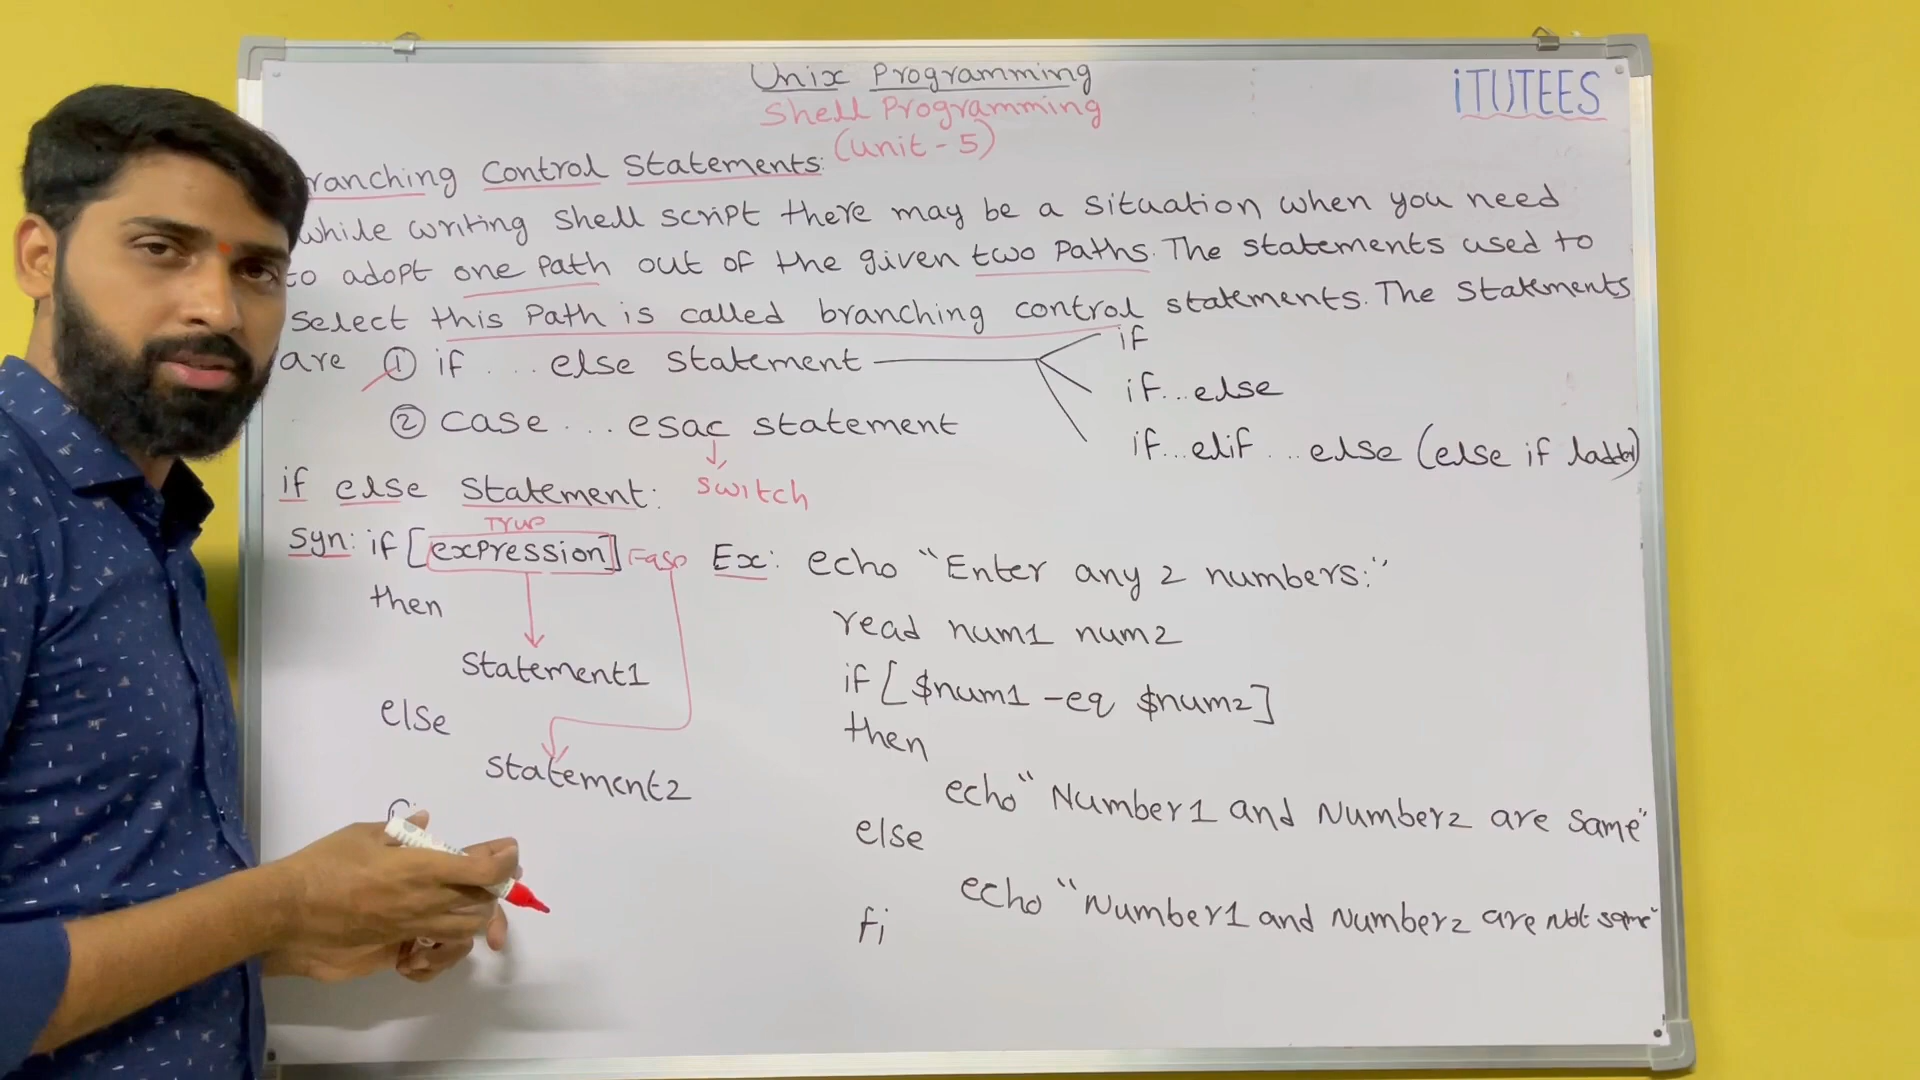 Unix Programming
iTUTEES
Shell Programming
(unit - 5)
ranching Control Statements:
While writing shell script there may be a situation when you need
to adopt one path out of the given two paths. The statements used to
select this path is called branching control statements. The statements
are ① if ... else statement
if
if...else
if...elif ... else (else if ladder)
② case ... esac statement
switch
if else statement:
True
Syn: if [expression]
then
statement1
else
statement2
Ex: echo "Enter any 2 numbers:"
read num1 num2
if [$num1 -eq $num2]
then
echo "Number1 and Number2 are same"
else
echo "Number1 and Number2 are Not same"
fi